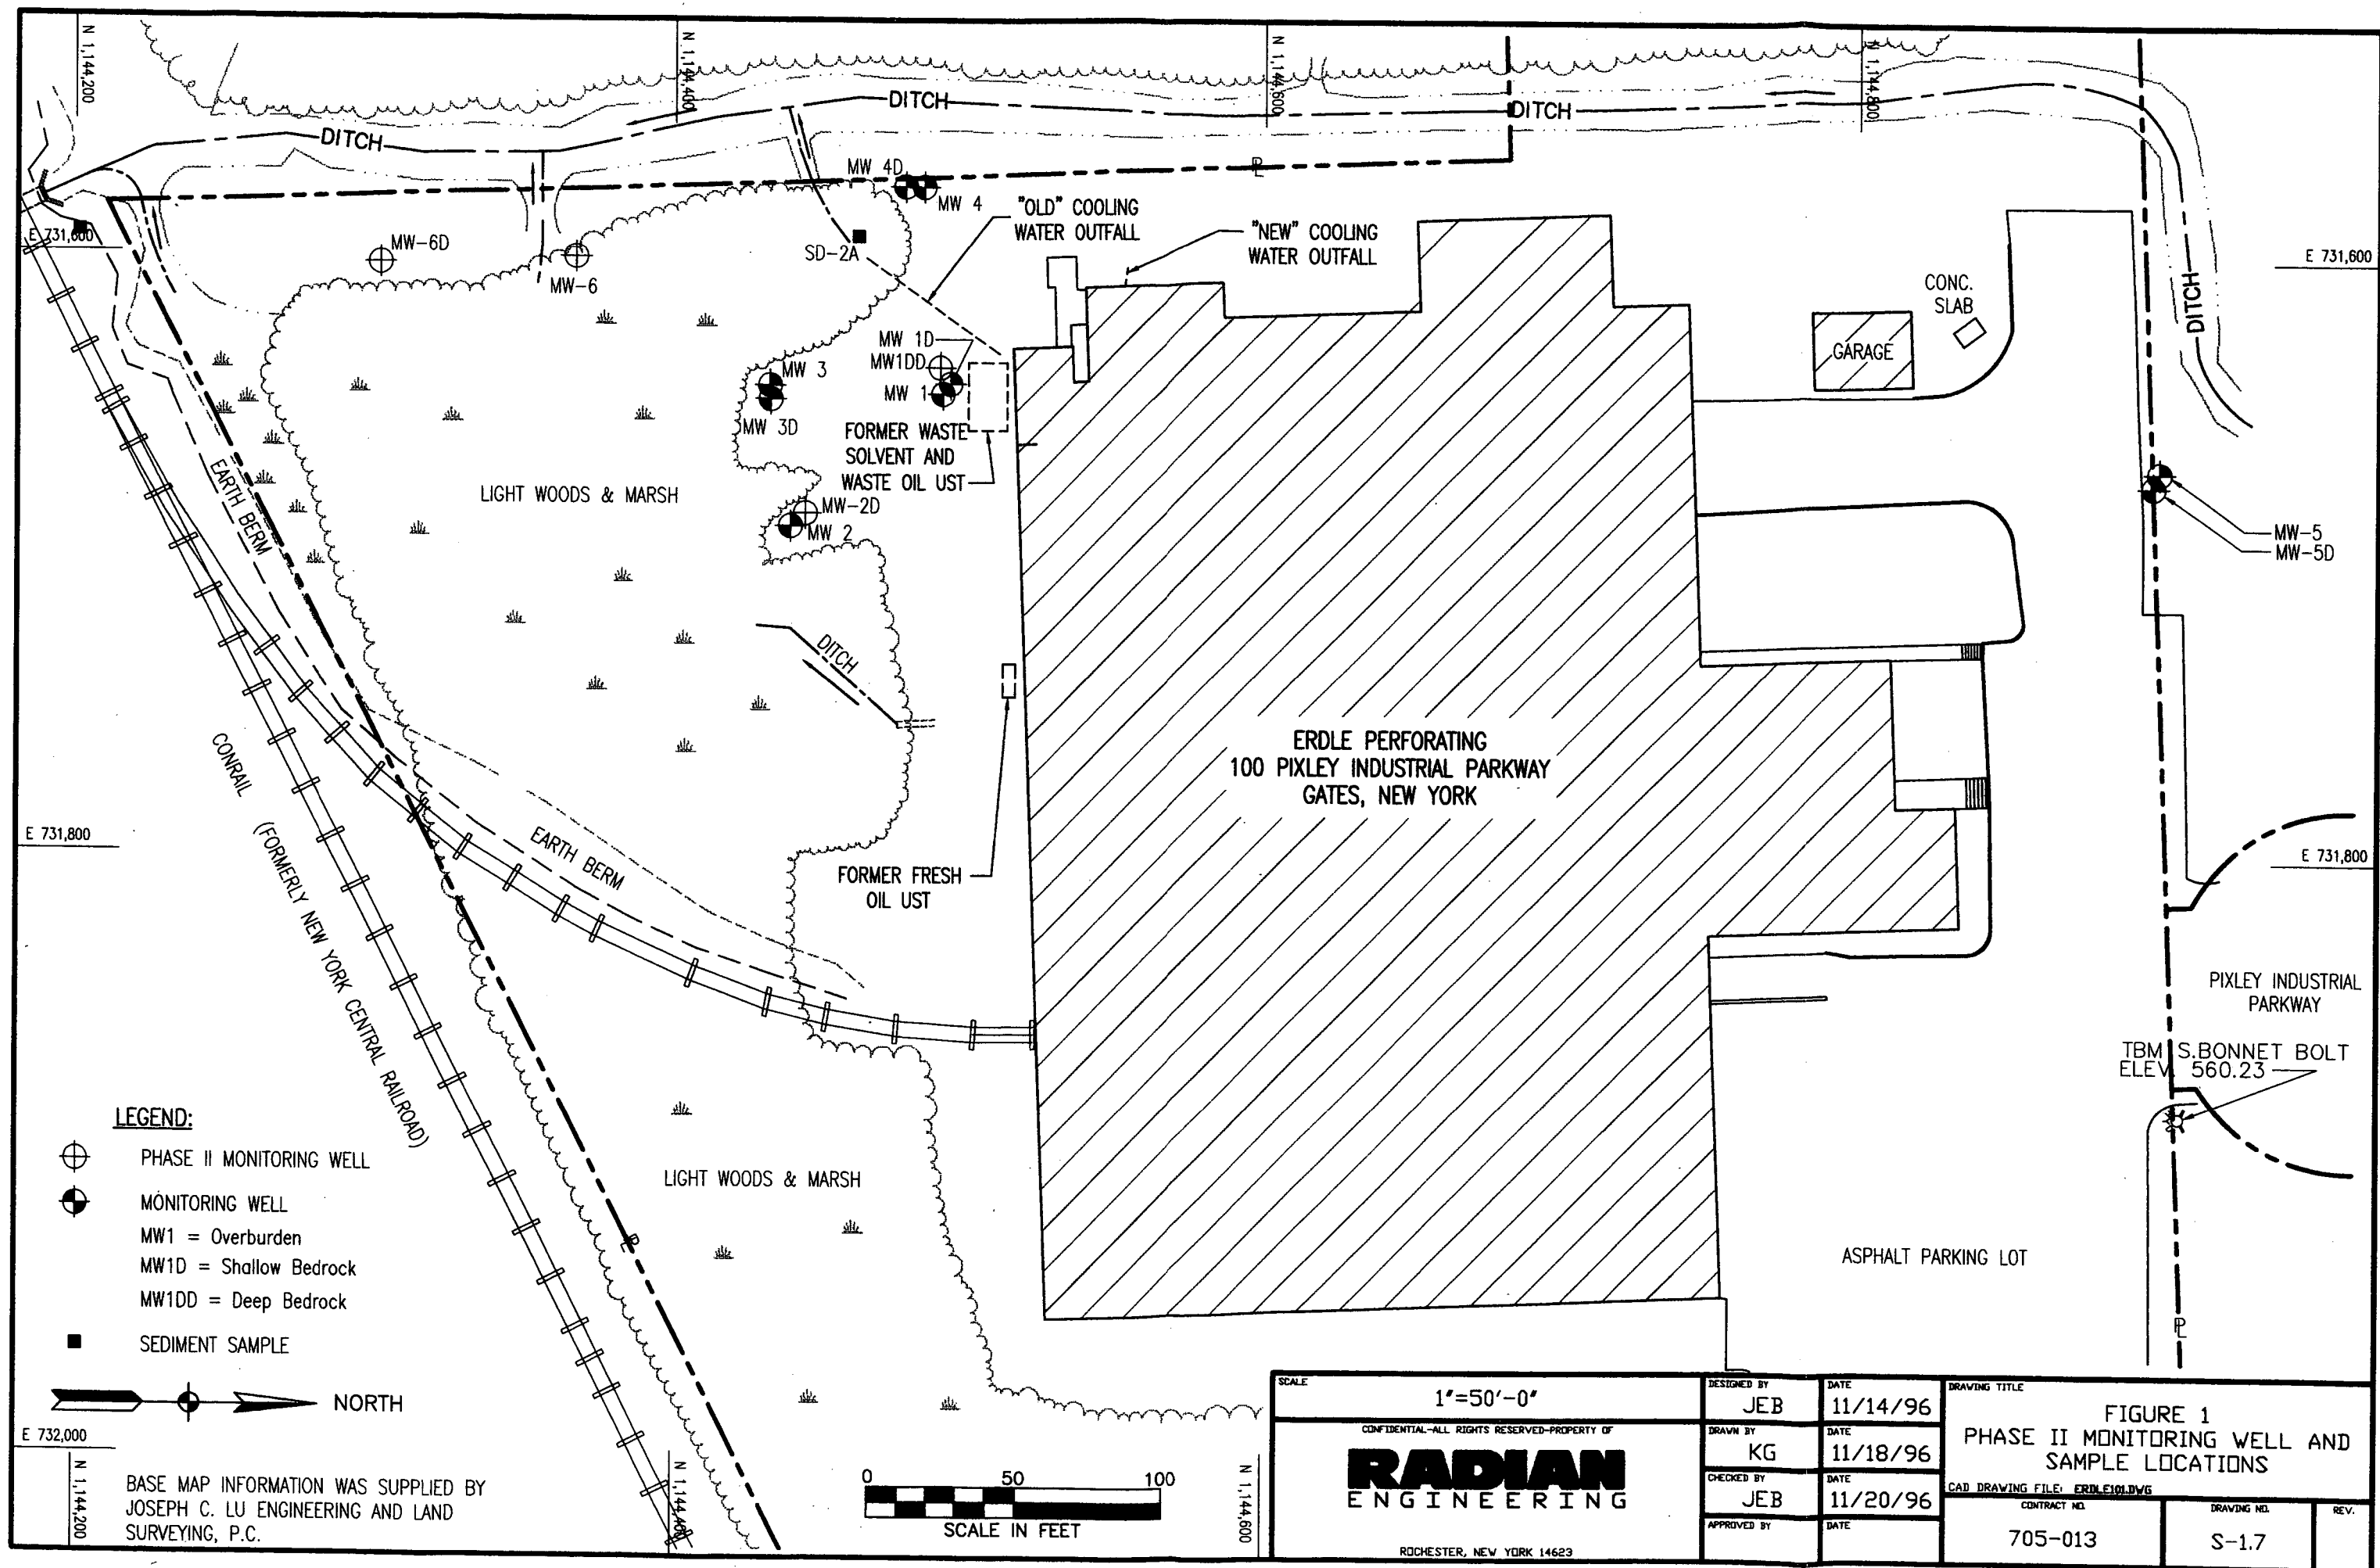 N 1,144,200
N 1,144,400
N 1,144,600
N 1,144,800
DITCH
DITCH
DITCH
DITCH
MW 4D
MW 4
"OLD" COOLING
WATER OUTFALL
"NEW" COOLING
WATER OUTFALL
E 731,600
E 731,600
MW-6D
MW-6
SD-2A
CONC.
SLAB
GARAGE
MW 1D
MW1DD
MW 1
MW 3
MW 3D
FORMER WASTE
SOLVENT AND
WASTE OIL UST
EARTH BERM
LIGHT WOODS & MARSH
MW-2D
MW 2
MW-5
MW-5D
DITCH
ERDLE PERFORATING
100 PIXLEY INDUSTRIAL PARKWAY
GATES, NEW YORK
CONRAIL
(FORMERLY NEW YORK CENTRAL RAILROAD)
E 731,800
E 731,800
EARTH BERM
FORMER FRESH
OIL UST
PIXLEY INDUSTRIAL
PARKWAY
TBM S.BONNET BOLT
ELEV. 560.23
LEGEND:
PHASE II MONITORING WELL
MONITORING WELL
MW1 = Overburden
MW1D = Shallow Bedrock
MW1DD = Deep Bedrock
SEDIMENT SAMPLE
NORTH
LIGHT WOODS & MARSH
ASPHALT PARKING LOT
E 732,000
N 1,144,200
N 1,144,400
N 1,144,600
BASE MAP INFORMATION WAS SUPPLIED BY
JOSEPH C. LU ENGINEERING AND LAND
SURVEYING, P.C.
0 50 100
SCALE IN FEET
SCALE
1"=50'-0"
CONFIDENTIAL-ALL RIGHTS RESERVED-PROPERTY OF
RADIAN
ENGINEERING
ROCHESTER, NEW YORK 14623
DESIGNED BY
JEB
DATE
11/14/96
DRAWN BY
KG
DATE
11/18/96
CHECKED BY
JEB
DATE
11/20/96
APPROVED BY
DATE
DRAWING TITLE
FIGURE 1
PHASE II MONITORING WELL AND
SAMPLE LOCATIONS
CAD DRAWING FILE: ERDLE101.DWG
CONTRACT NO.
705-013
DRAWING NO.
S-1.7
REV.